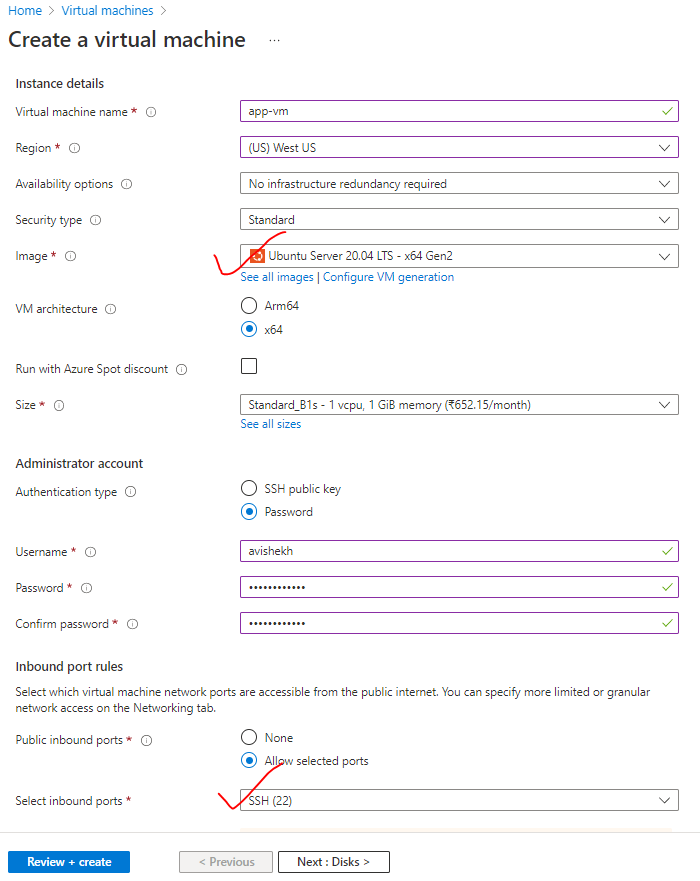 Home > Virtual machines >
Create a virtual machine ...
Instance details
Virtual machine name * app-vm
Region * (US) West US
Availability options No infrastructure redundancy required
Security type Standard
Image * Ubuntu Server 20.04 LTS - x64 Gen2
See all images | Configure VM generation
VM architecture Arm64
x64
Run with Azure Spot discount
Size * Standard_B1s - 1 vcpu, 1 GiB memory (₹652.15/month)
See all sizes
Administrator account
Authentication type SSH public key
Password
Username * avishekh
Password * ••••••••••••
Confirm password * ••••••••••••
Inbound port rules
Select which virtual machine network ports are accessible from the public internet. You can specify more limited or granular
network access on the Networking tab.
Public inbound ports * None
Allow selected ports
Select inbound ports * SSH (22)
Review + create < Previous Next : Disks >